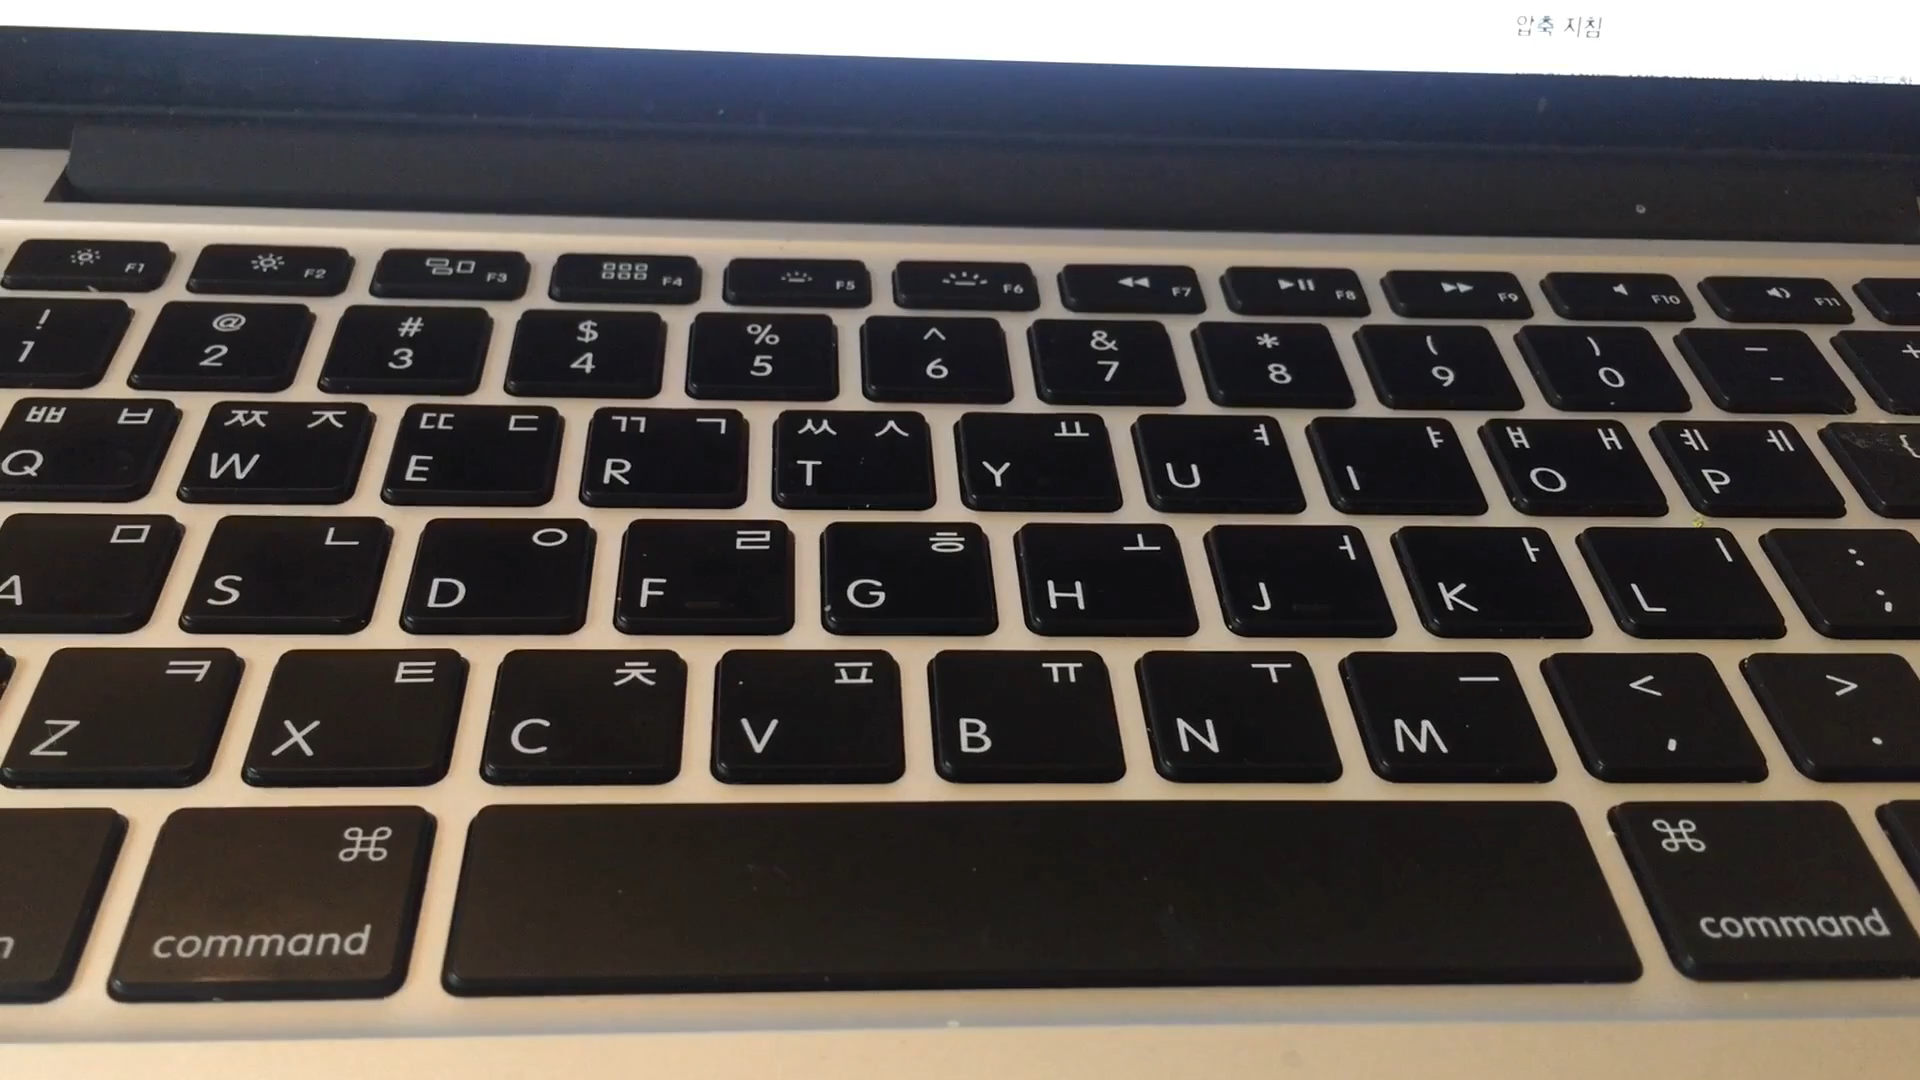 압축 지침
F1 F2 F3 F4 F5 F6 F7 F8 F9 F10 F11
! @ # $ % ^ & * ( ) — +
1 2 3 4 5 6 7 8 9 0 -
ㅃ ㅂ ㅉ ㅈ ㄸ ㄷ ㄲ ㄱ ㅆ ㅅ ㅛ ㅕ ㅑ ㅒ ㅐ ㅖ ㅔ {
Q W E R T Y U I O P
ㅁ ㄴ ㅇ ㄹ ㅎ ㅗ ㅓ ㅏ ㅣ :
A S D F G H J K L ;
ㅋ ㅌ ㅊ ㅍ ㅠ ㅜ ㅡ < >
Z X C V B N M , .
⌘ ⌘
command command